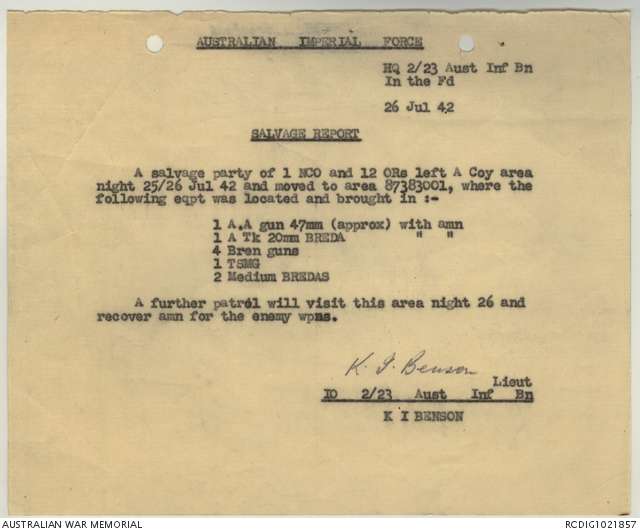 AUSTRALIAN IMPERIAL FORCE
HQ 2/23 Aust Inf Bn
In the Fd
26 Jul 42
SALVAGE REPORT
A salvage party of 1 NCO and 12 ORs left A Coy area
night 25/26 Jul 42 and moved to area 87383001, where the
following eqpt was located and brought in :-
1 A.A gun 47mm (approx) with amn
1 A Tk 20mm BREDA " "
4 Bren guns
1 TSMG
2 Medium BREDAS
A further patrol will visit this area night 26 and
recover amn for the enemy wpns.
K. I. Benson
Lieut
IO 2/23 Aust Inf Bn
K I BENSON
AUSTRALIAN WAR MEMORIAL
RCDIG1021857